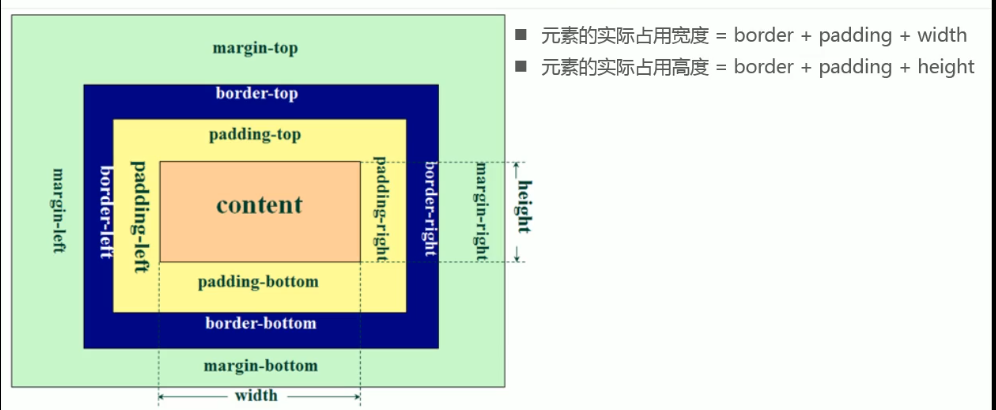 margin-top
■ 元素的实际占用宽度 = border + padding + width
■ 元素的实际占用高度 = border + padding + height
border-top
padding-top
margin-left
border-left
padding-left
content
padding-right
border-right
margin-right
height
padding-bottom
border-bottom
margin-bottom
width